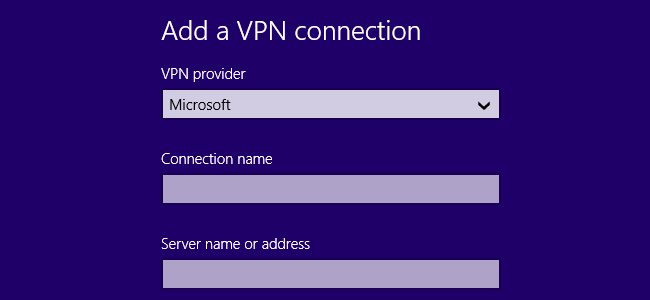 Add a VPN connection
VPN provider
Microsoft
Connection name
Server name or address